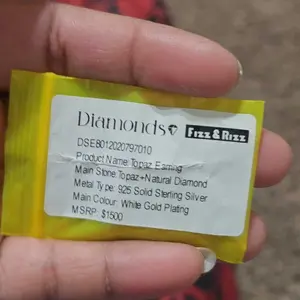 Diamonds Fizz & Rizz
DSE8012020797010
Product Name: Topaz Earring
Main Stone Topaz+Natural Diamond
Metal Type: 925 Solid Sterling Silver
Main Colour: White Gold Plating
MSRP: $1500